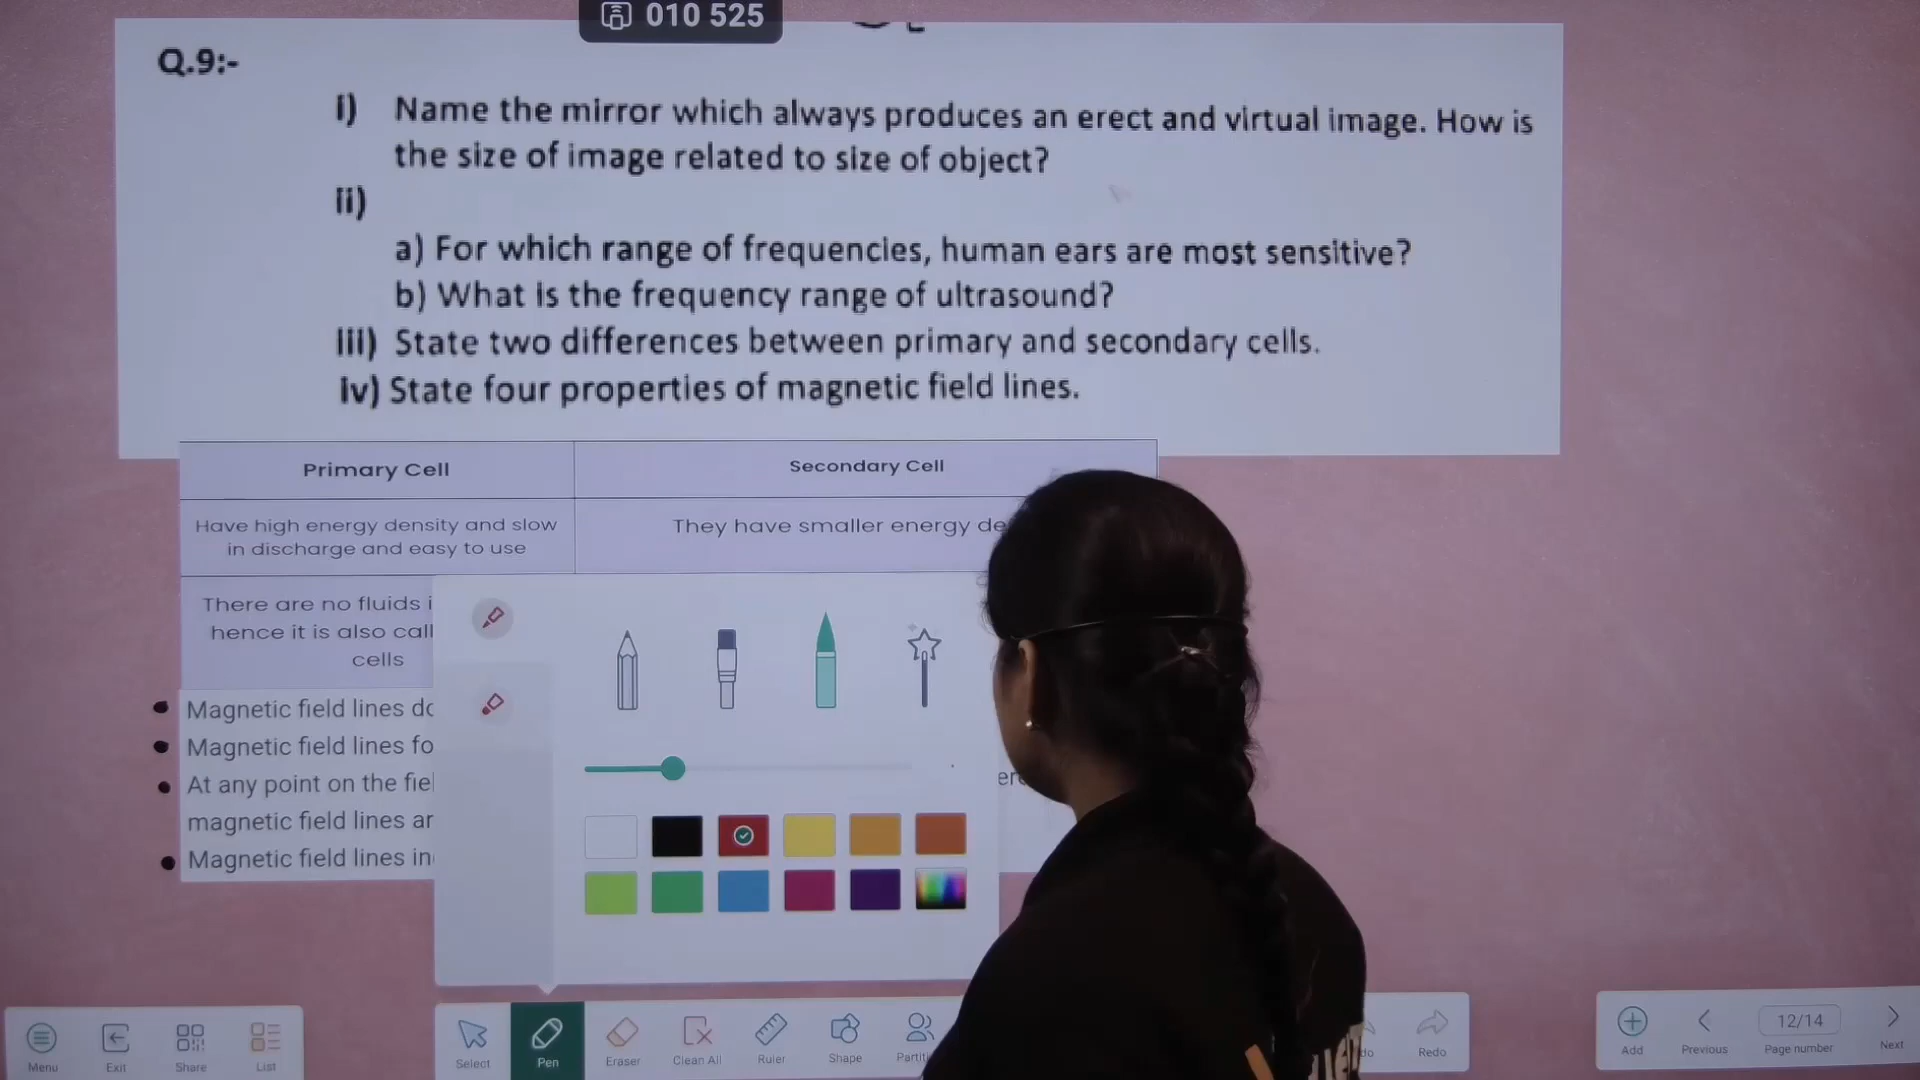 010 525
Q.9:-
i) Name the mirror which always produces an erect and virtual image. How is
the size of image related to size of object?
ii)
a) For which range of frequencies, human ears are most sensitive?
b) What is the frequency range of ultrasound?
iii) State two differences between primary and secondary cells.
iv) State four properties of magnetic field lines.
Primary Cell
Secondary Cell
Have high energy density and slow
in discharge and easy to use
They have smaller energy de
There are no fluids i
hence it is also call
cells
Magnetic field lines do
Magnetic field lines fo
At any point on the fiel
magnetic field lines ar
Magnetic field lines in
Menu
Exit
Share
List
Select
Pen
Eraser
Clean All
Ruler
Shape
Partiti
Redo
Add
Previous
12/14
Page number
Next